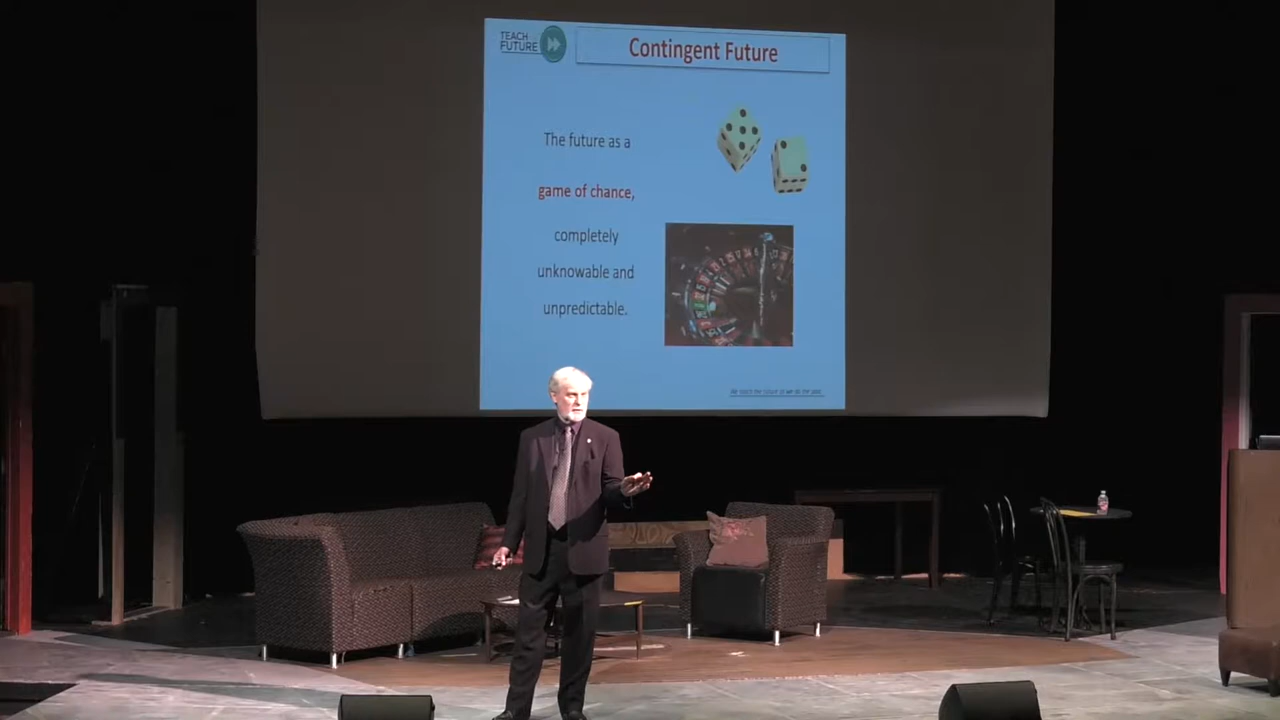 TEACH
FUTURE
Contingent Future
The future as a
game of chance,
completely
unknowable and
unpredictable.